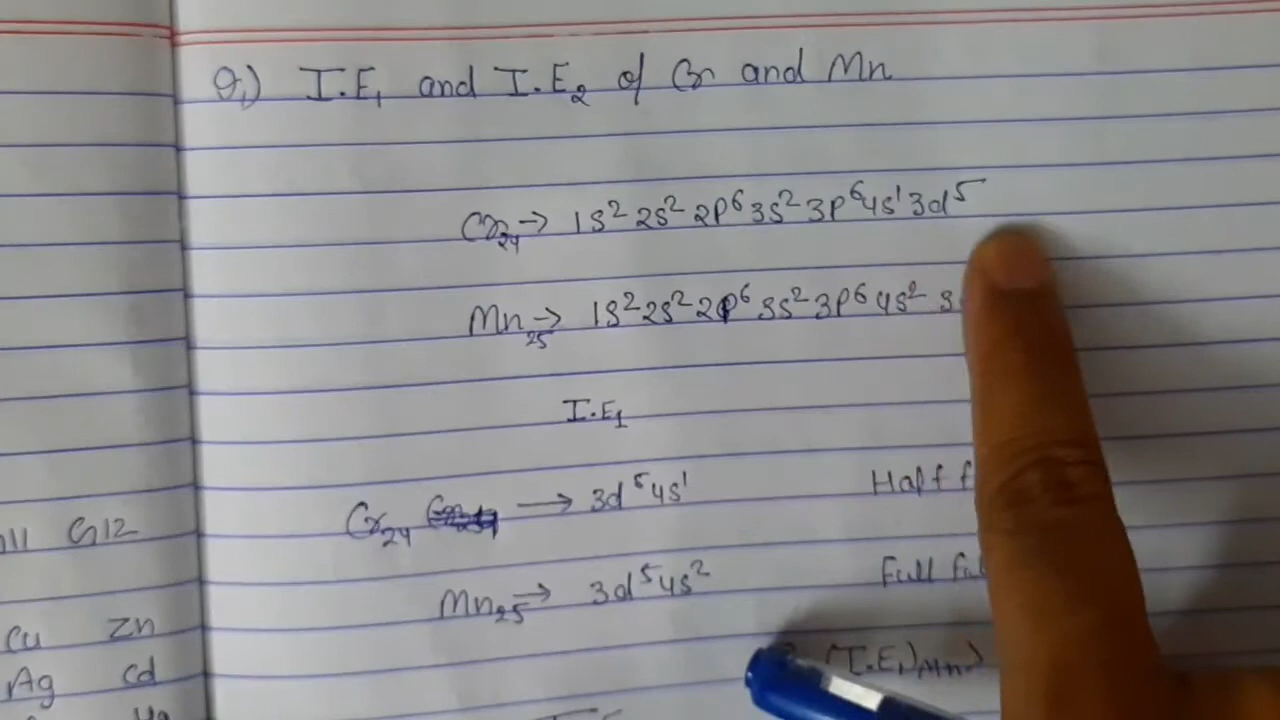 Q,) I.E₁ and I.E₂ of Cr and Mn
Cr₂₄ → 1s² 2s² 2p⁶ 3s² 3p⁶ 4s¹ 3d⁵
Mn₂₅ → 1s² 2s² 2p⁶ 3s² 3p⁶ 4s² 3
I.E₁
Cr₂₄ → 3d⁵ 4s¹ Half
Mn₂₅ → 3d⁵ 4s² Full
(I.E₁)Mn >
G12
Cu Zn
Ag Cd